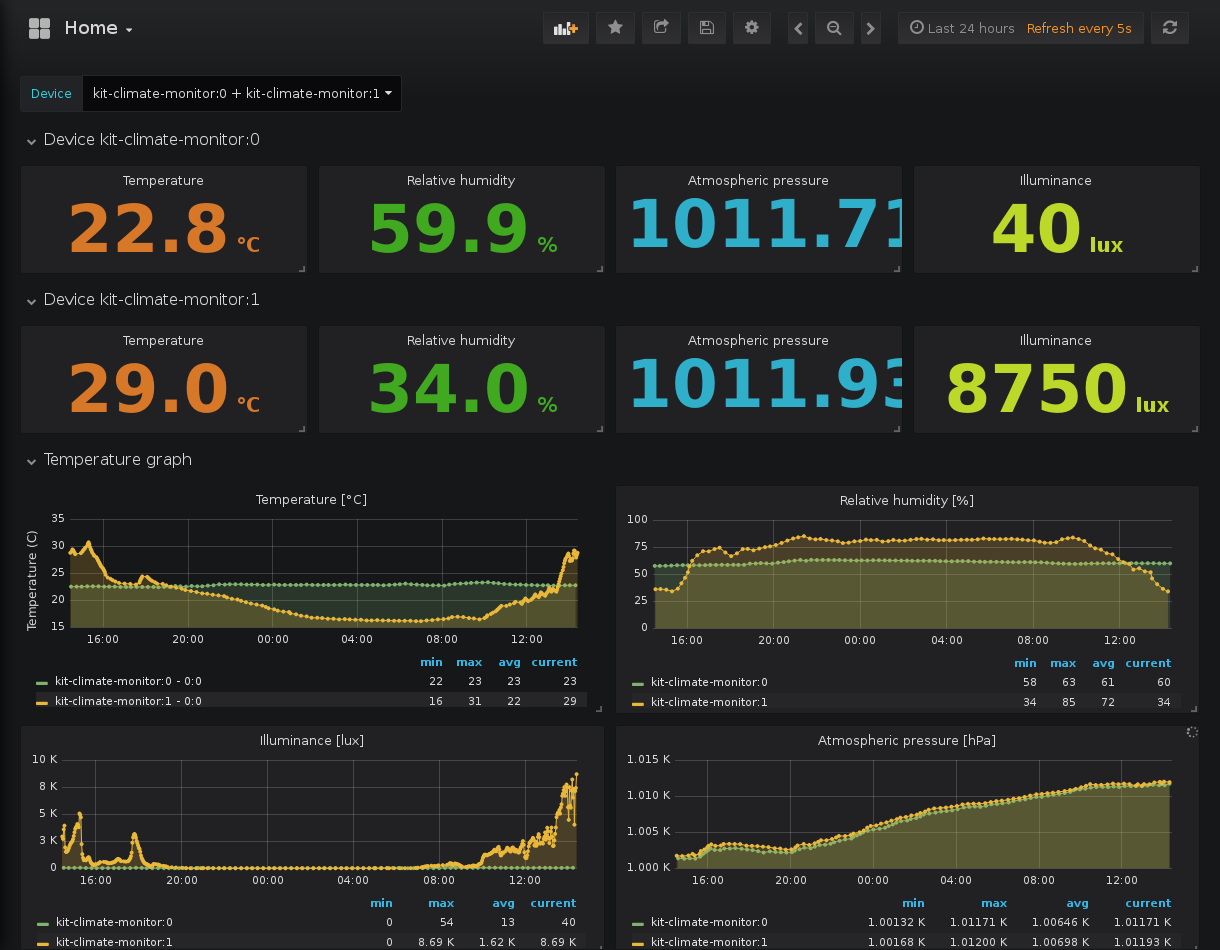 Home
Last 24 hours Refresh every 5s
Device kit-climate-monitor:0 + kit-climate-monitor:1
Device kit-climate-monitor:0
Temperature Relative humidity Atmospheric pressure Illuminance
22.8 °C 59.9 % 1011.71 40 lux
Device kit-climate-monitor:1
Temperature Relative humidity Atmospheric pressure Illuminance
29.0 °C 34.0 % 1011.93 8750 lux
Temperature graph
Temperature [°C]
Temperature (C)
35
30
25
20
15
16:00 20:00 00:00 04:00 08:00 12:00
min max avg current
kit-climate-monitor:0 - 0:0 22 23 23 23
kit-climate-monitor:1 - 0:0 16 31 22 29
Relative humidity [%]
100
75
50
25
0
16:00 20:00 00:00 04:00 08:00 12:00
min max avg current
kit-climate-monitor:0 58 63 61 60
kit-climate-monitor:1 34 85 72 34
Illuminance [lux]
10 K
8 K
5 K
3 K
0
16:00 20:00 00:00 04:00 08:00 12:00
min max avg current
kit-climate-monitor:0 0 54 13 40
kit-climate-monitor:1 0 8.69 K 1.62 K 8.69 K
Atmospheric pressure [hPa]
1.015 K
1.010 K
1.005 K
1.000 K
16:00 20:00 00:00 04:00 08:00 12:00
min max avg current
kit-climate-monitor:0 1.00132 K 1.01171 K 1.00646 K 1.01171 K
kit-climate-monitor:1 1.00168 K 1.01200 K 1.00698 K 1.01193 K